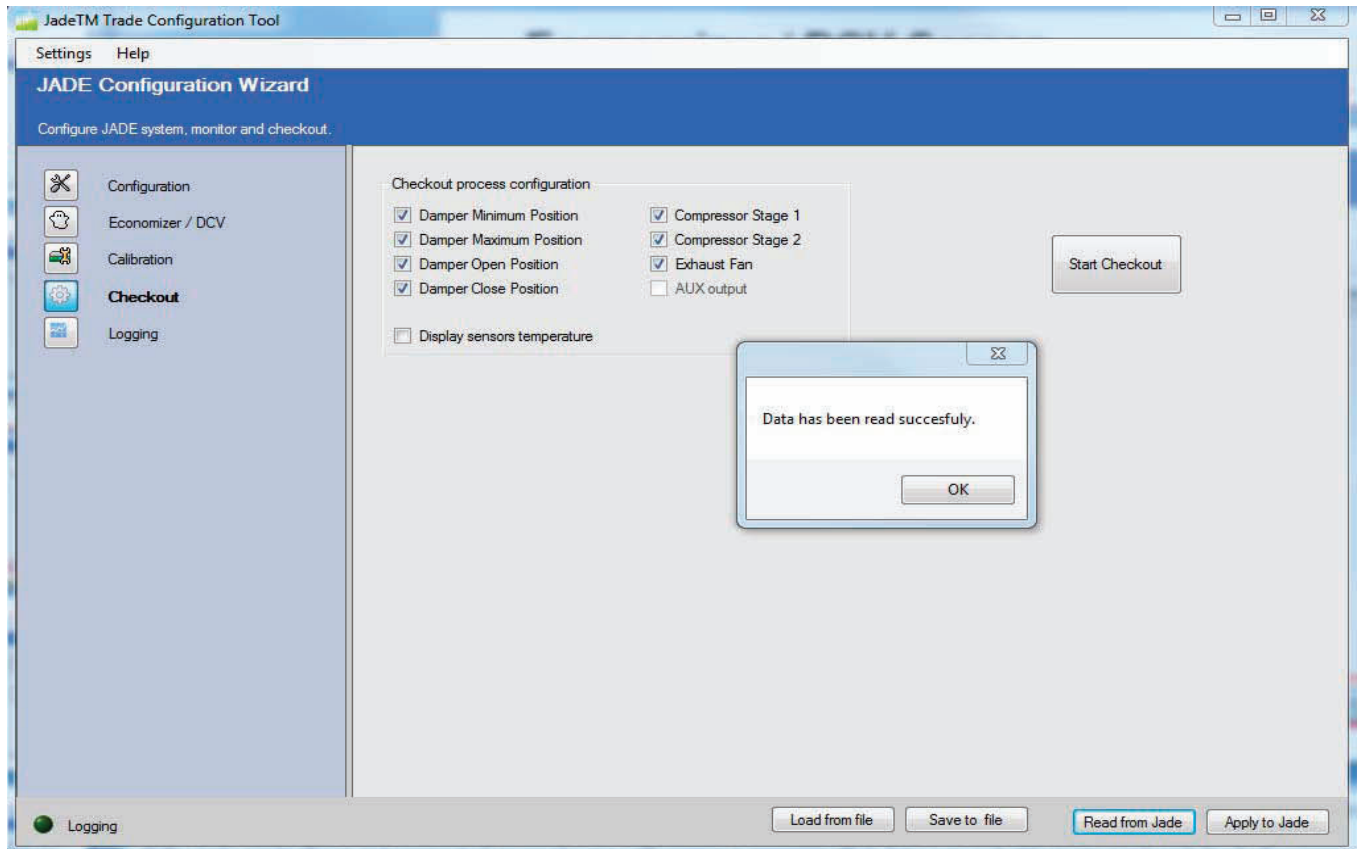 JadeTM Trade Configuration Tool
Settings Help
JADE Configuration Wizard
Configure JADE system, monitor and checkout.
Configuration
Economizer / DCV
Calibration
Checkout
Logging
Checkout process configuration
Damper Minimum Position
Damper Maximum Position
Damper Open Position
Damper Close Position
Compressor Stage 1
Compressor Stage 2
Exhaust Fan
AUX output
Display sensors temperature
Start Checkout
Data has been read succesfuly.
OK
Logging
Load from file
Save to file
Read from Jade
Apply to Jade